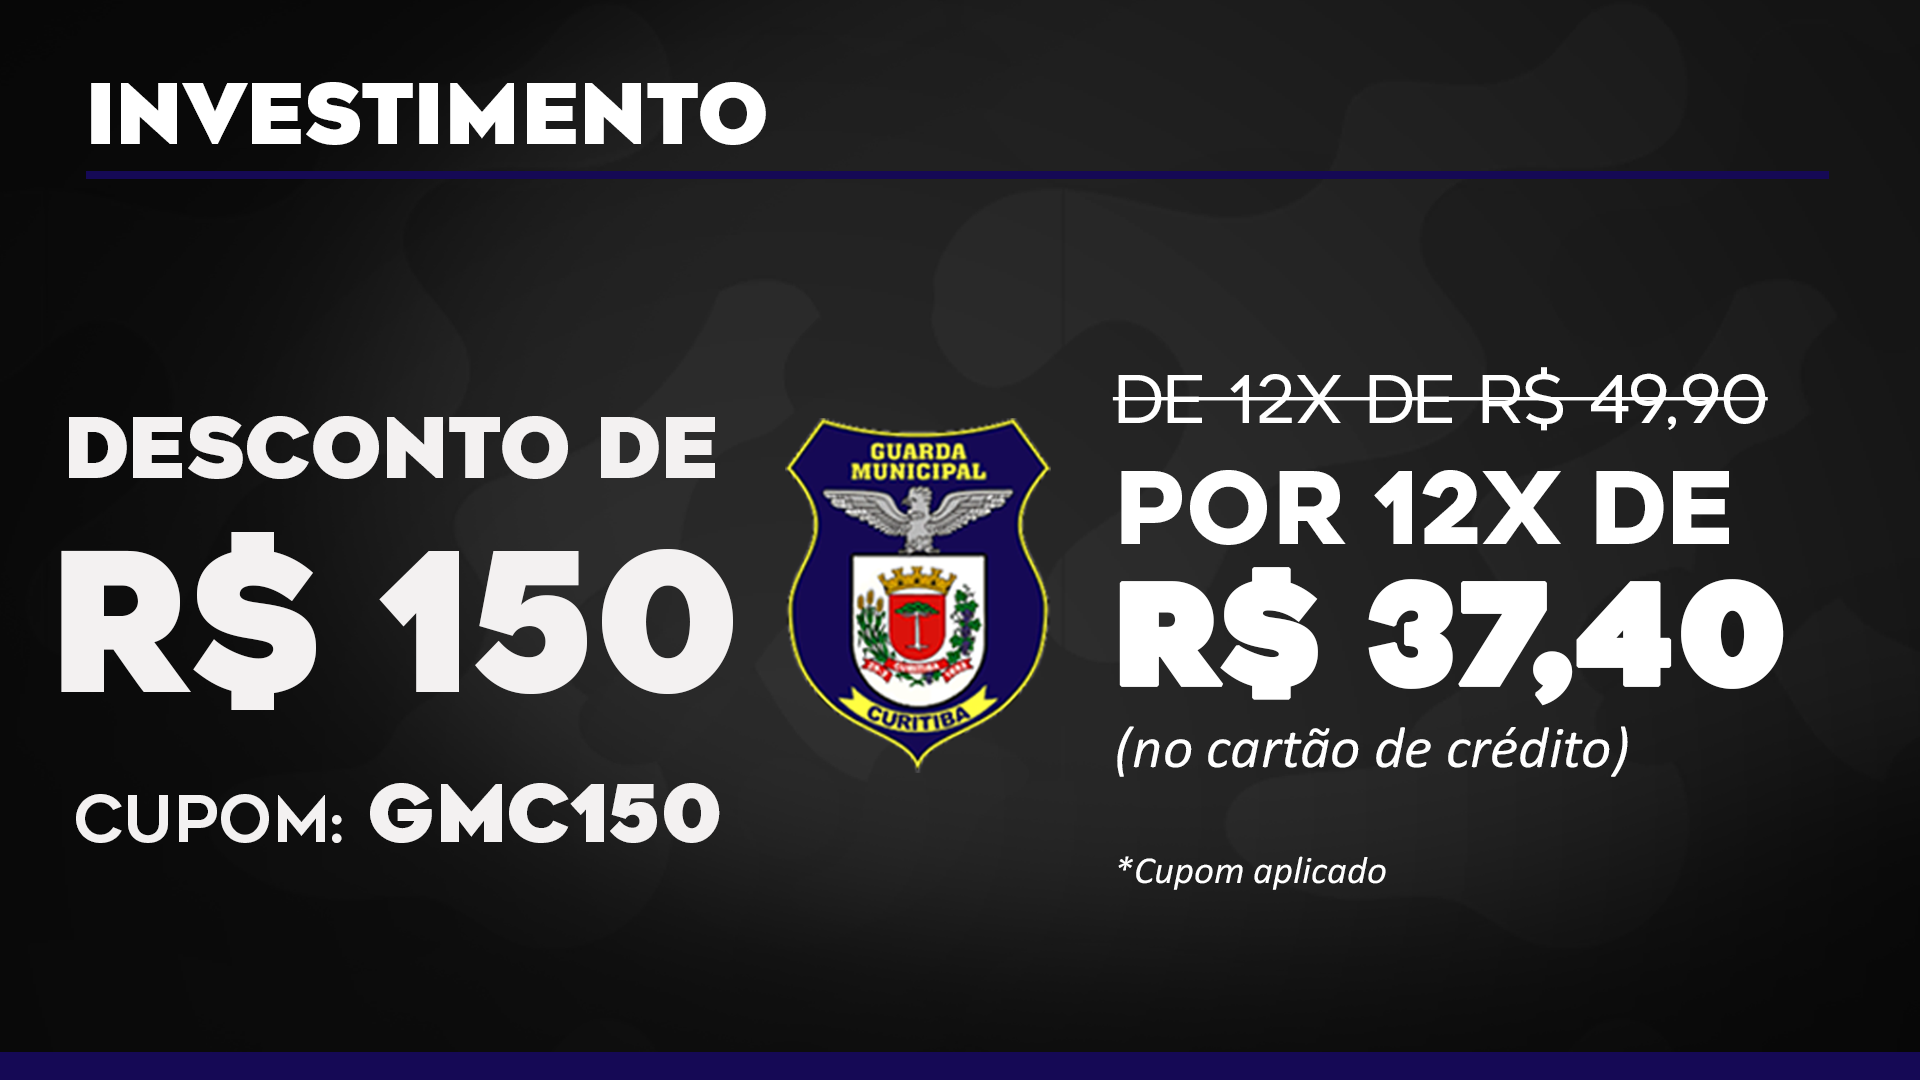 INVESTIMENTO
DESCONTO DE
R$ 150
CUPOM: GMC150
GUARDA
MUNICIPAL
CURITIBA
CURITIBA
DE 12X DE R$ 49,90
POR 12X DE
R$ 37,40
(no cartão de crédito)
*Cupom aplicado